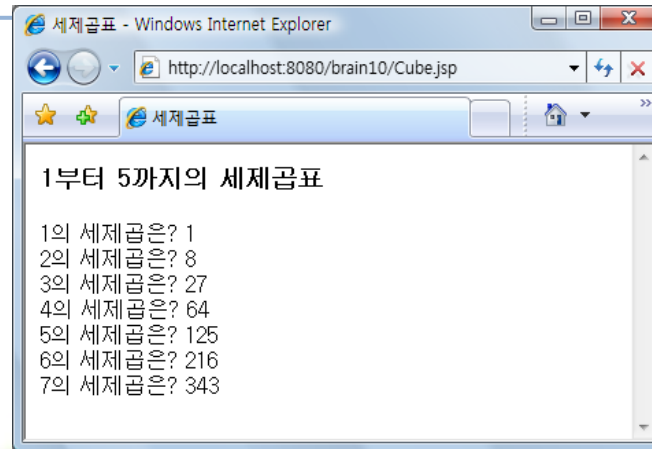 세제곱표 - Windows Internet Explorer
http://localhost:8080/brain10/Cube.jsp
세제곱표
1부터 5까지의 세제곱표
1의 세제곱은? 1
2의 세제곱은? 8
3의 세제곱은? 27
4의 세제곱은? 64
5의 세제곱은? 125
6의 세제곱은? 216
7의 세제곱은? 343